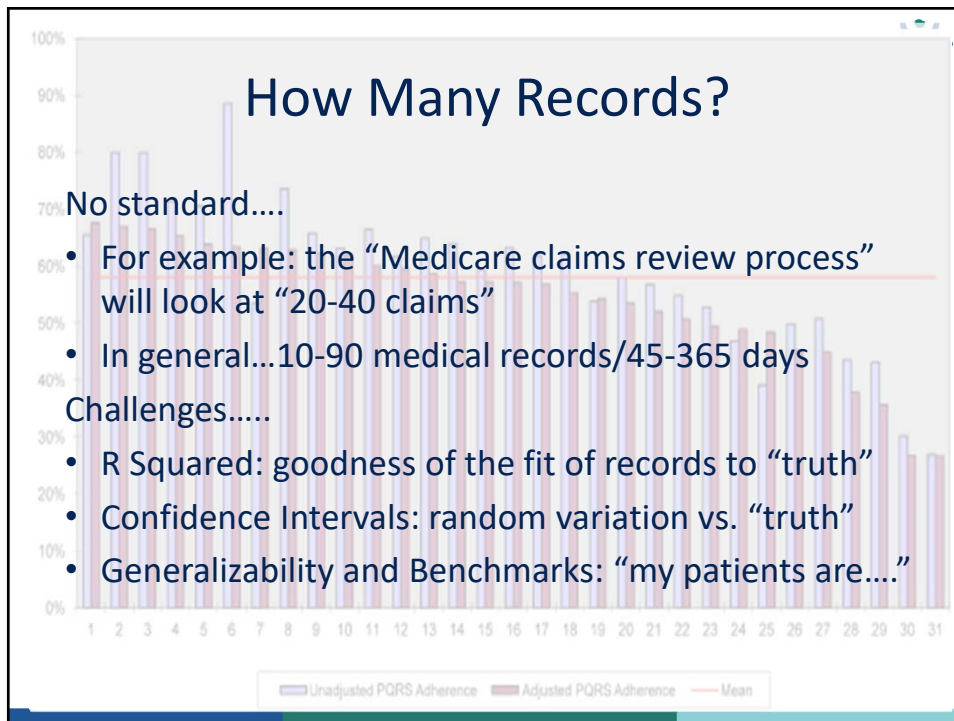 How Many Records?
No standard….
• For example: the “Medicare claims review process”
will look at “20-40 claims”
• In general…10-90 medical records/45-365 days
Challenges…..
• R Squared: goodness of the fit of records to “truth”
• Confidence Intervals: random variation vs. “truth”
• Generalizability and Benchmarks: “my patients are….”
100%
90%
80%
70%
60%
50%
40%
30%
20%
10%
0%
1 2 3 4 5 6 7 8 9 10 11 12 13 14 15 16 17 18 19 20 21 22 23 24 25 26 27 28 29 30 31
Unadjusted PQRS Adherence Adjusted PQRS Adherence Mean